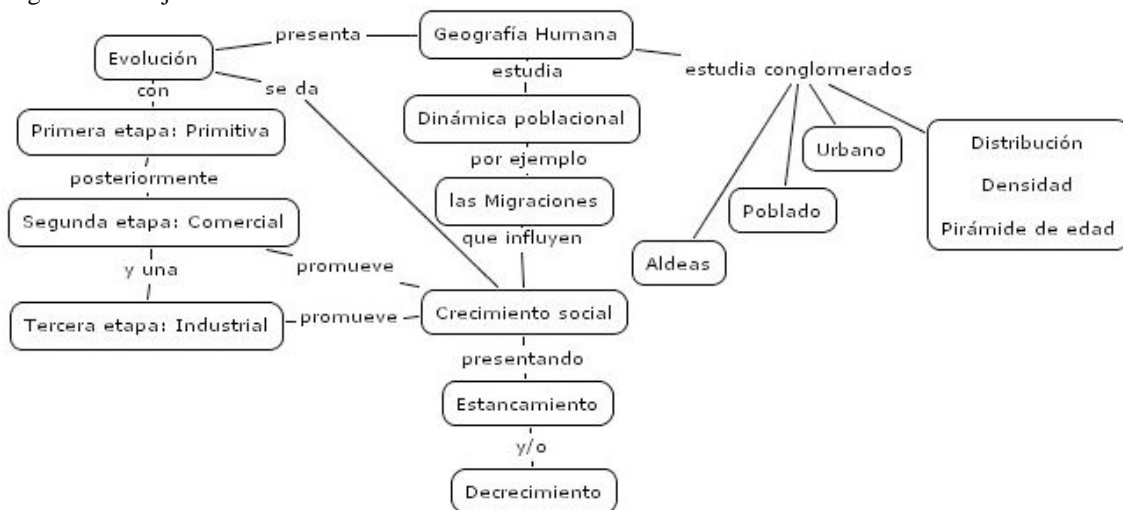 presenta
Geografía Humana
Evolución
estudia
estudia conglomerados
con
se da
Primera etapa: Primitiva
Dinámica poblacional
Urbano
Distribución
Densidad
Pirámide de edad
por ejemplo
posteriormente
las Migraciones
Poblado
Segunda etapa: Comercial
que influyen
Aldeas
y una
promueve
Tercera etapa: Industrial
promueve
Crecimiento social
presentando
Estancamiento
y/o
Decrecimiento